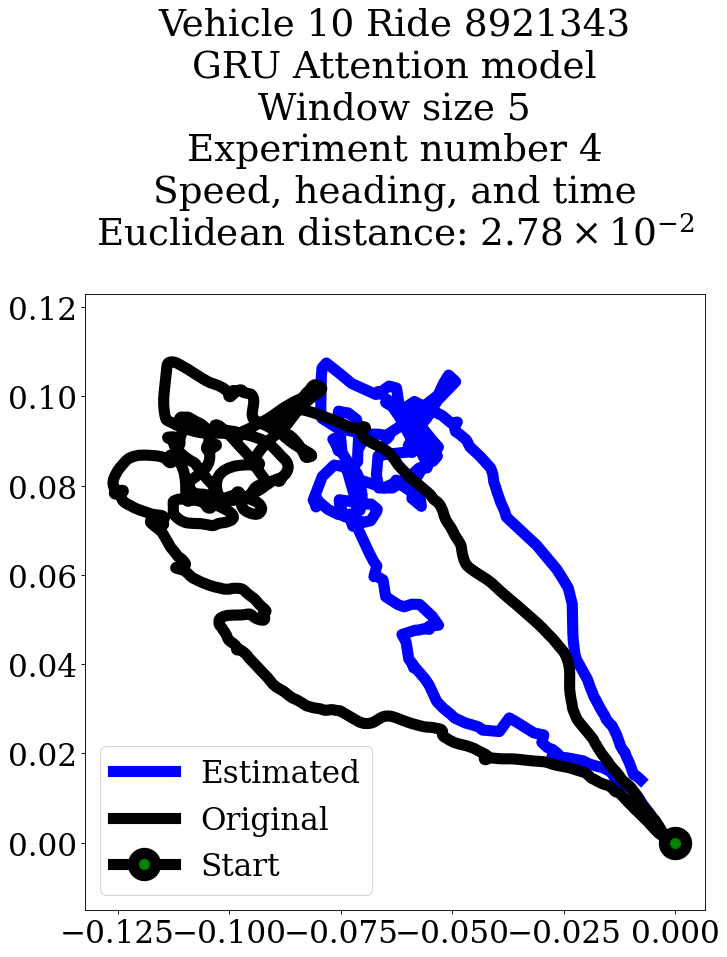 Vehicle 10 Ride 8921343
GRU Attention model
Window size 5
Experiment number 4
Speed, heading, and time
Euclidean distance: 2.78 × 10⁻²
0.12
0.10
0.08
0.06
0.04
0.02
0.00
Estimated
Original
Start
−0.125 −0.100 −0.075 −0.050 −0.025 0.000